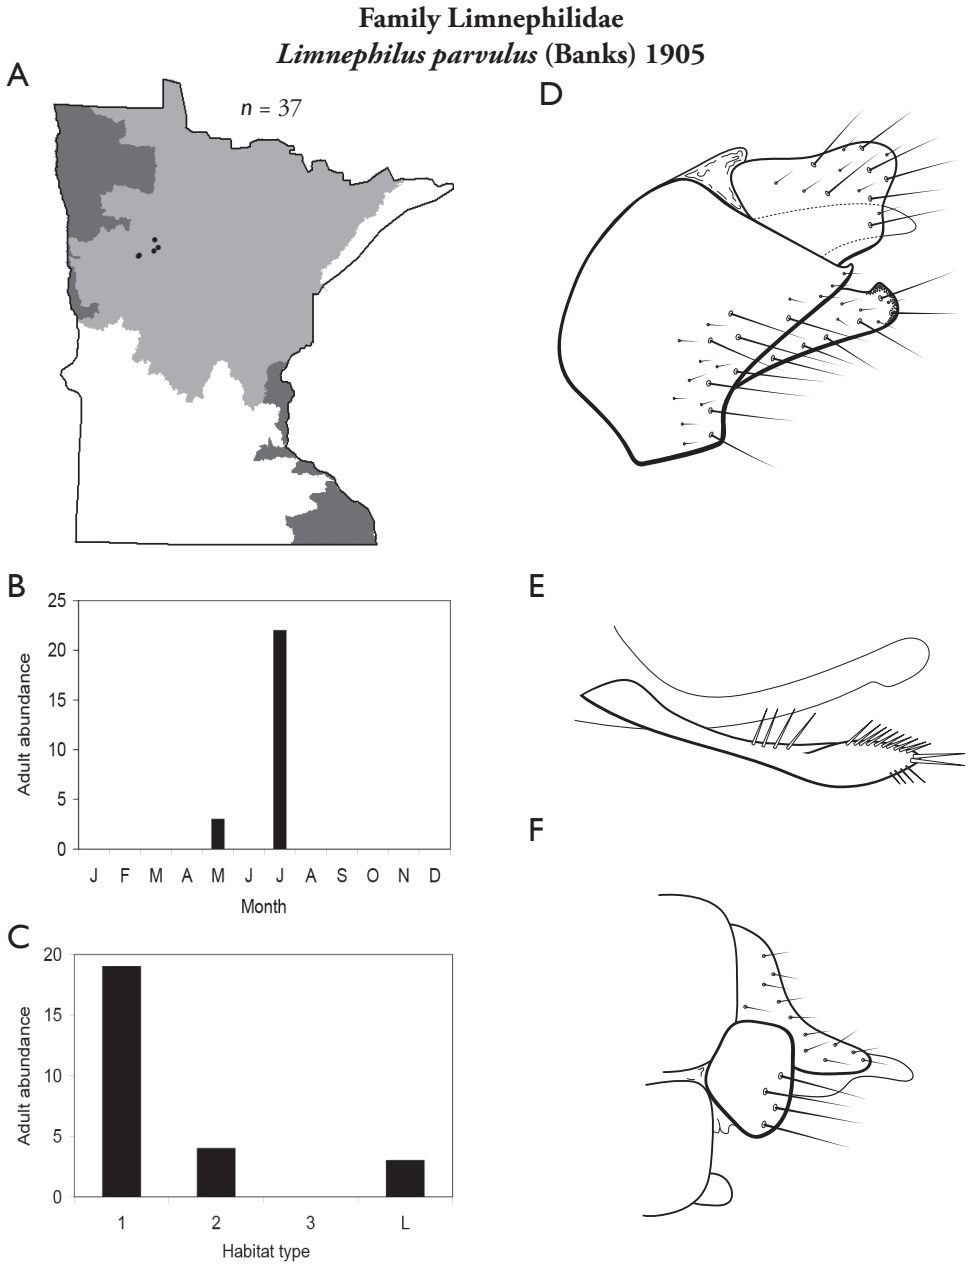 Family Limnephilidae
Limnephilus parvulus (Banks) 1905
A
n = 37
D
B
25
20
15
10
5
0
Adult abundance
J F M A M J J A S O N D
Month
E
F
C
20
15
10
5
0
Adult abundance
1 2 3 L
Habitat type